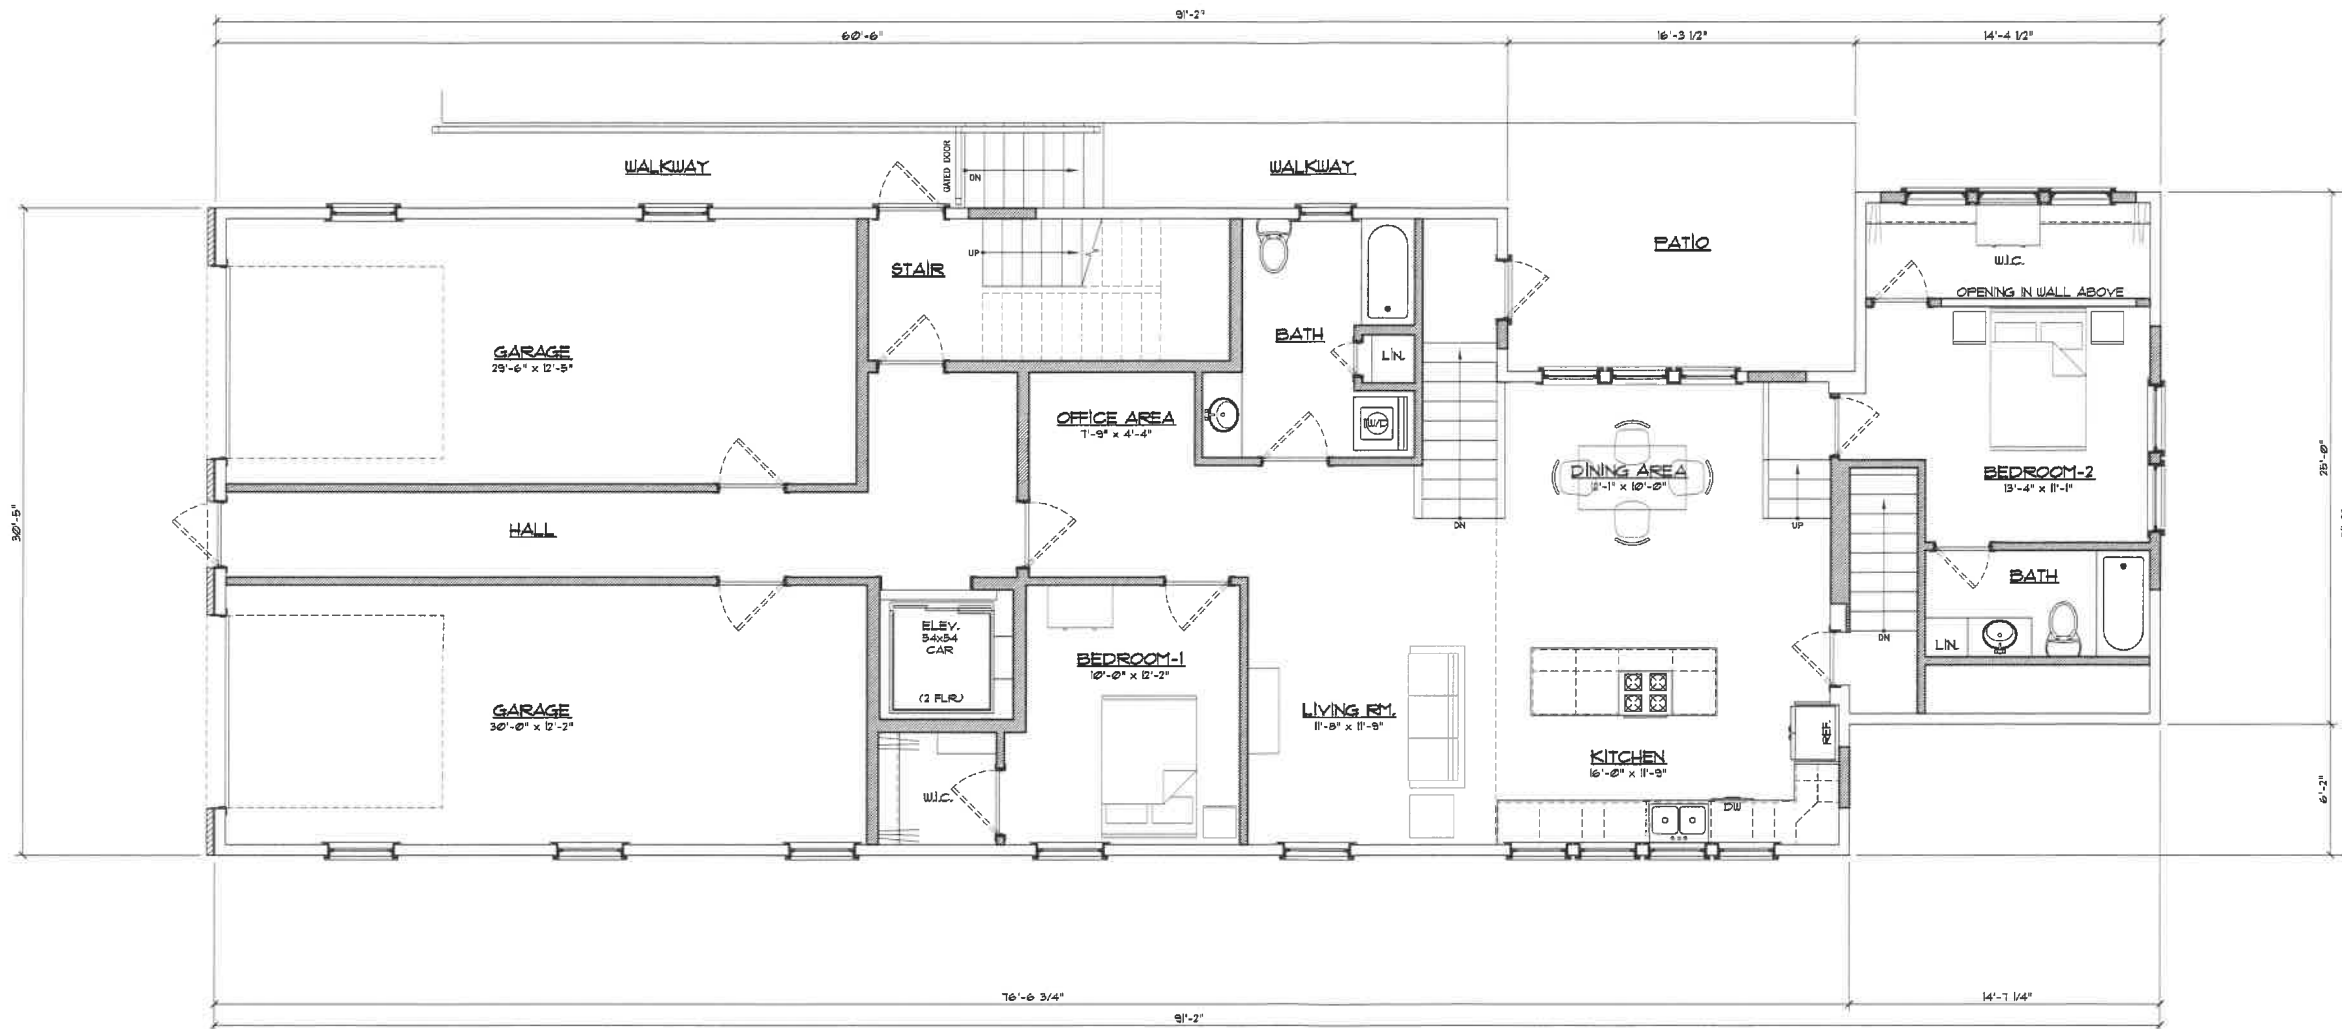 91'-2"
60'-6"
16'-3 1/2"
14'-4 1/2"
WALKWAY
GATED DOOR
DN
WALKWAY
PATIO
W.I.C.
OPENING IN WALL ABOVE
STAIR
UP
BATH
LIN.
GARAGE
29'-6" x 12'-5"
OFFICE AREA
7'-9" x 4'-4"
W/D
DINING AREA
10'-0"
BEDROOM-2
13'-4" x 11'-1"
25'-0"
30'-5"
HALL
DN
UP
BATH
LIN.
DN
ELEV.
54x54
CAR
(2 FLR.)
BEDROOM-1
10'-0" x 12'-2"
GARAGE
30'-0" x 12'-2"
LIVING RM.
11'-8" x 11'-9"
KITCHEN
16'-0" x 11'-9"
REF.
DW
W.I.C.
6'-2"
76'-6 3/4"
14'-7 1/4"
91'-2"